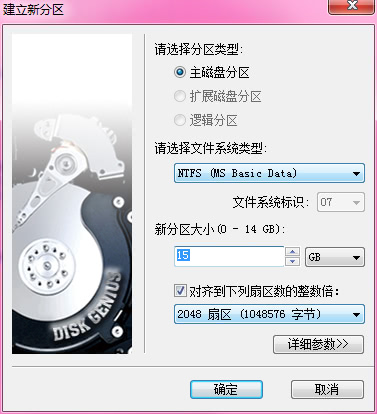 建立新分区
请选择分区类型:
主磁盘分区
扩展磁盘分区
逻辑分区
请选择文件系统类型:
NTFS (MS Basic Data)
文件系统标识: 07
新分区大小(0 - 14 GB):
15 GB
对齐到下列扇区数的整数倍:
2048 扇区 (1048576 字节)
详细参数>>
DISK GENIUS
确定 取消